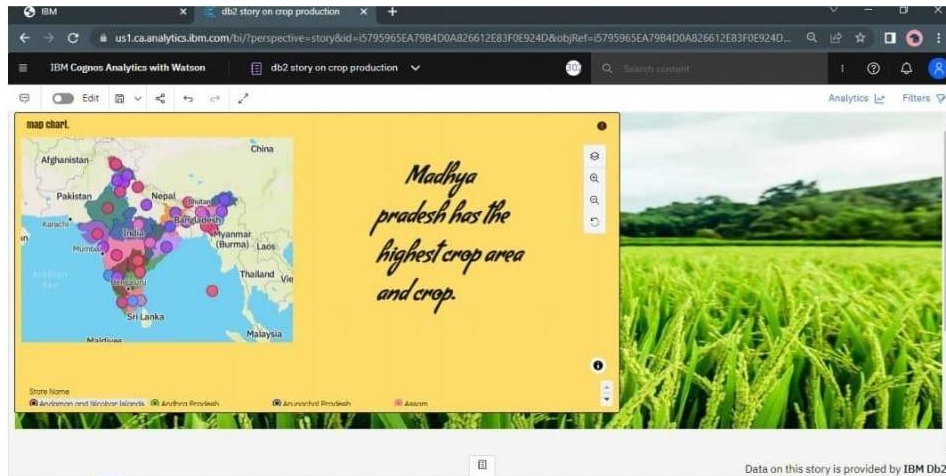 IBM
db2 story on crop production
us1.ca.analytics.ibm.com/bi/?perspective=story&id=i5795965EA79B4D0A826612E83F0E924D&objRef=i5795965EA79B4D0A826612E83F0E924D...
IBM Cognos Analytics with Watson
db2 story on crop production
Search content
Edit
Analytics
Filters
map chart.
Afghanistan
China
Pakistan
Nepal
Bhutan
Karachi
India
Bangladesh
Myanmar
(Burma)
Laos
Mumbai
Arabian
Sea
Thailand
Vie
Bengaluru
Sri Lanka
Maldives
Malaysia
Madhya
pradesh has the
highest crop area
and crop.
State Name
Andaman and Nicobar Islands
Andhra Pradesh
Arunachal Pradesh
Assam
Data on this story is provided by IBM Db2